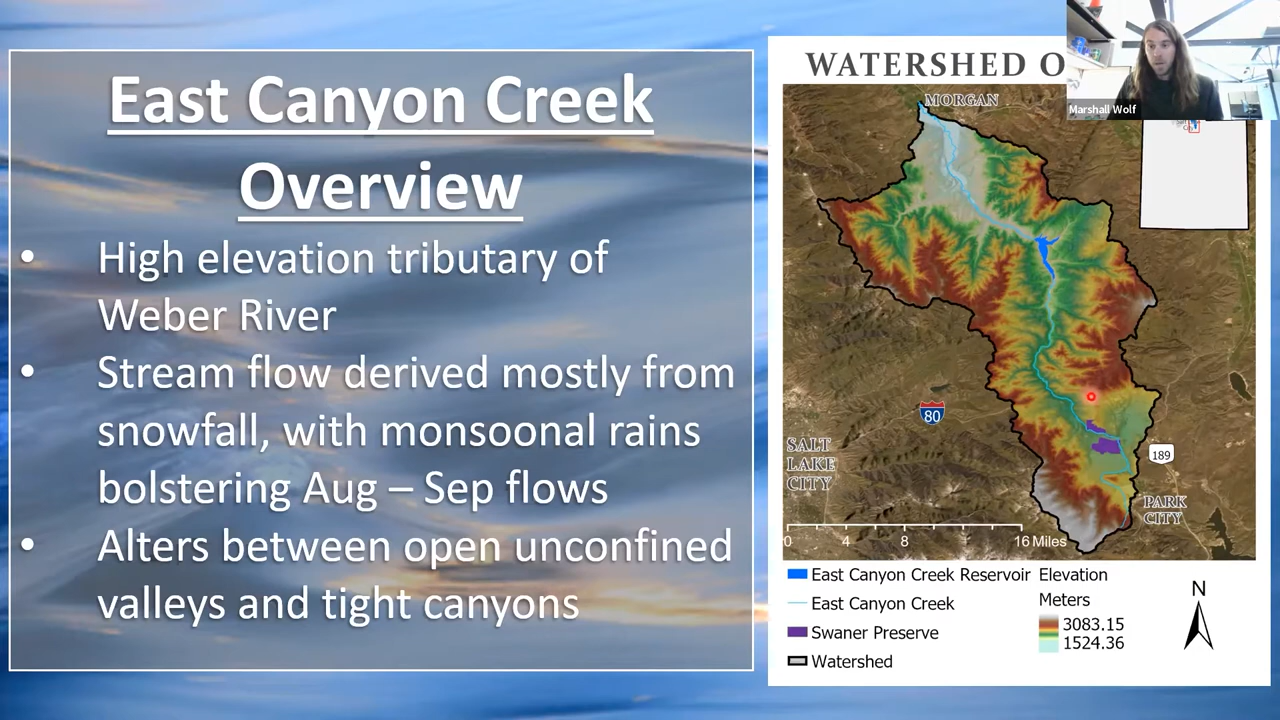 East Canyon Creek
Overview
• High elevation tributary of
Weber River
• Stream flow derived mostly from
snowfall, with monsoonal rains
bolstering Aug – Sep flows
• Alters between open unconfined
valleys and tight canyons
WATERSHED O
Marshall Wolf
MORGAN
80
SALT
LAKE
CITY
189
PARK
CITY
0 4 8 16 Miles
East Canyon Creek Reservoir
East Canyon Creek
Swaner Preserve
Watershed
Elevation
Meters
3083.15
1524.36
N